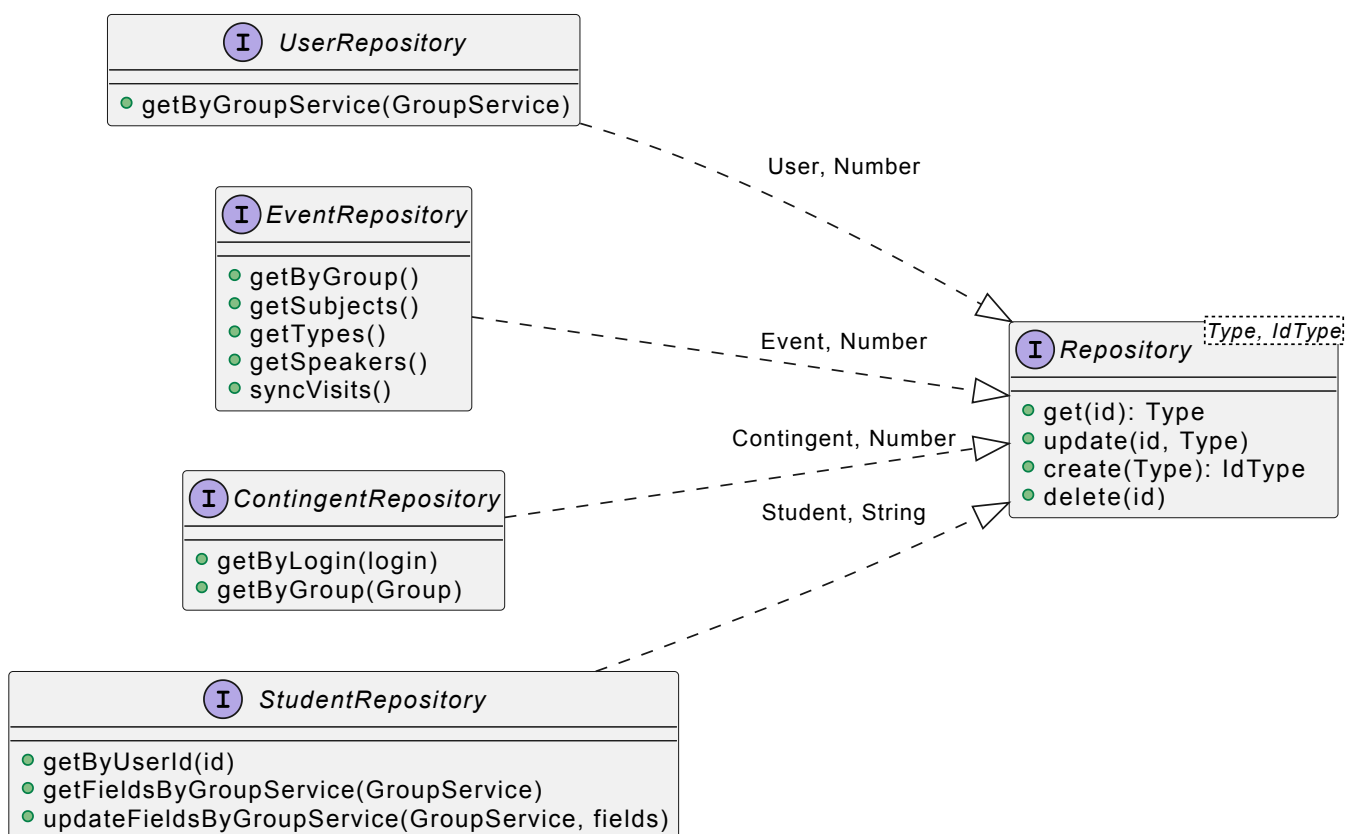 I UserRepository
getByGroupService(GroupService)
User, Number
I EventRepository
getByGroup()
getSubjects()
getTypes()
getSpeakers()
syncVisits()
Event, Number
Type, IdType
I Repository
get(id): Type
update(id, Type)
create(Type): IdType
delete(id)
Contingent, Number
I ContingentRepository
getByLogin(login)
getByGroup(Group)
Student, String
I StudentRepository
getByUserId(id)
getFieldsByGroupService(GroupService)
updateFieldsByGroupService(GroupService, fields)